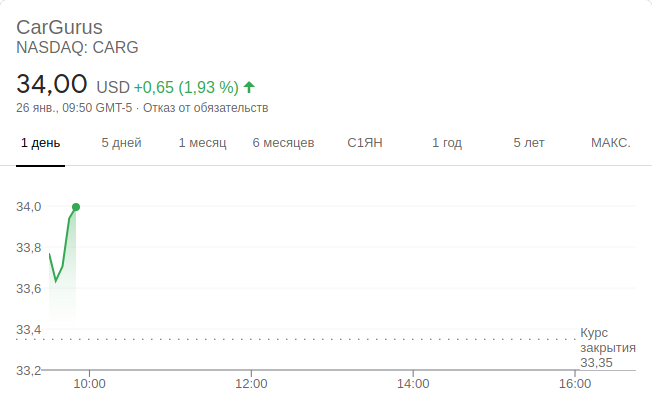 CarGurus
NASDAQ: CARG
34,00 USD +0,65 (1,93 %)
26 янв., 09:50 GMT-5 · Отказ от обязательств
1 день 5 дней 1 месяц 6 месяцев С1ЯН 1 год 5 лет МАКС.
34,0
33,8
33,6
33,4
Курс
закрытия
33,35
33,2
10:00 12:00 14:00 16:00